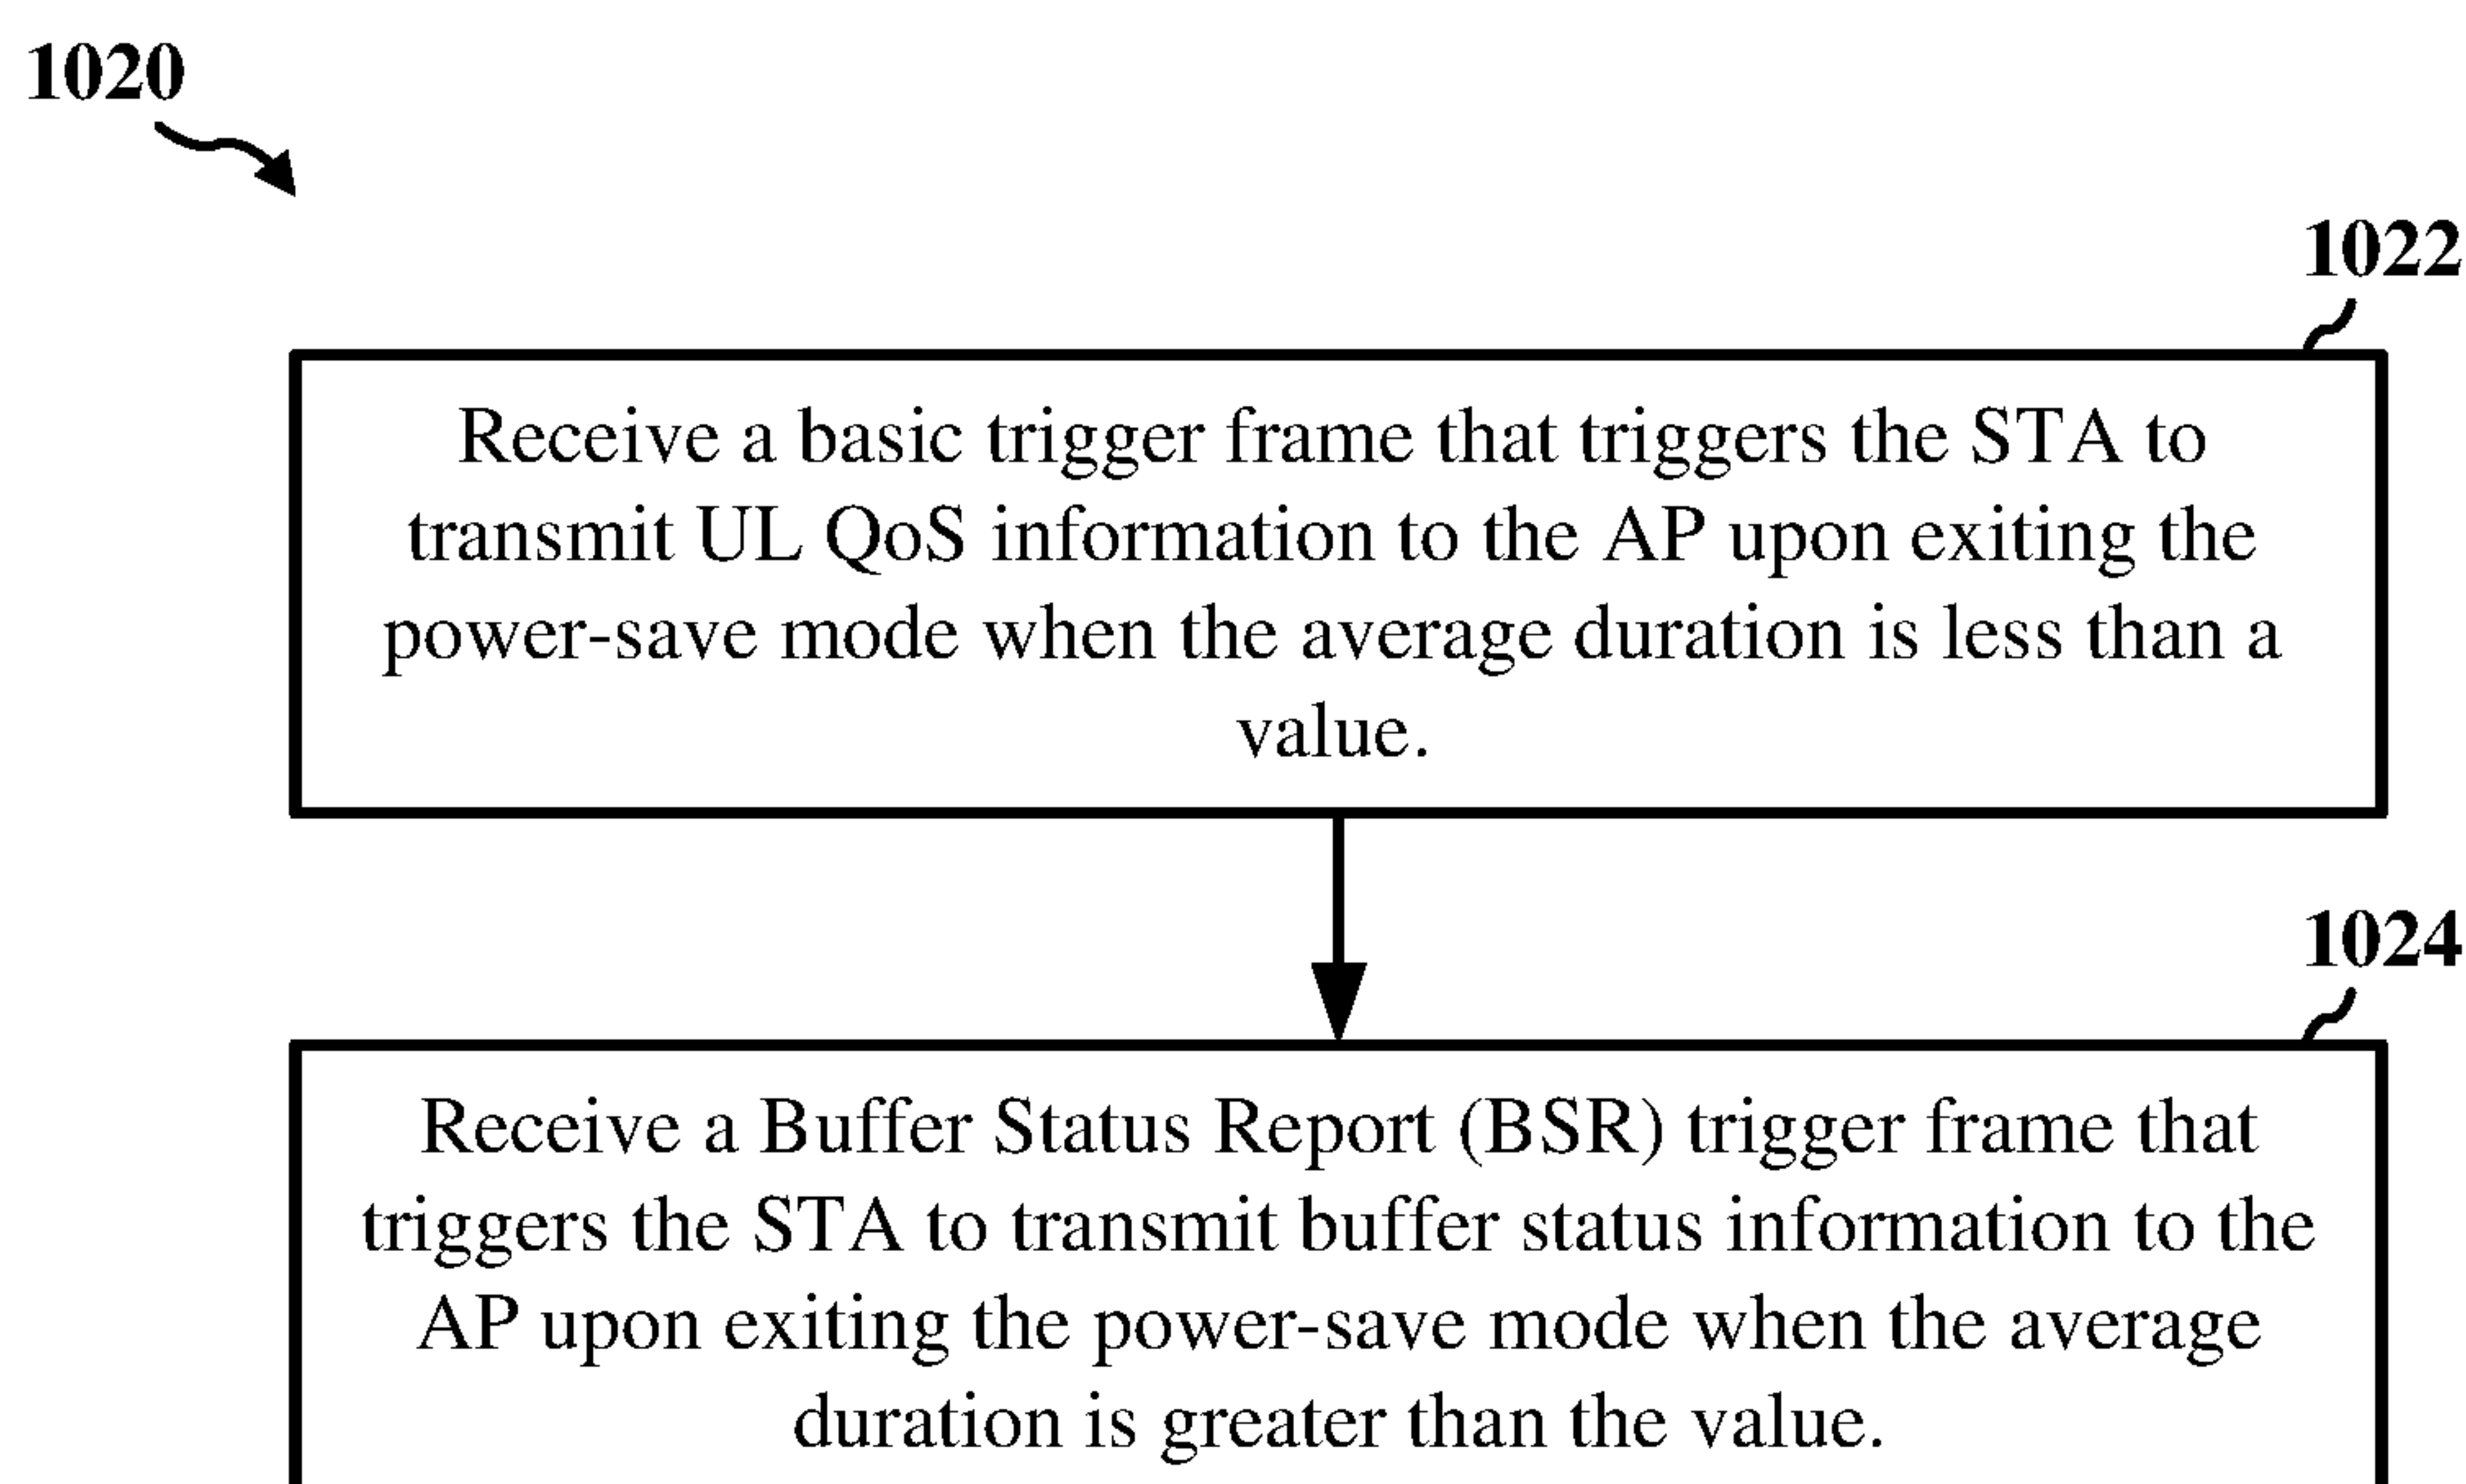 1020
1022
Receive a basic trigger frame that triggers the STA to
transmit UL QoS information to the AP upon exiting the
power-save mode when the average duration is less than a
value.
1024
Receive a Buffer Status Report (BSR) trigger frame that
triggers the STA to transmit buffer status information to the
AP upon exiting the power-save mode when the average
duration is greater than the value.